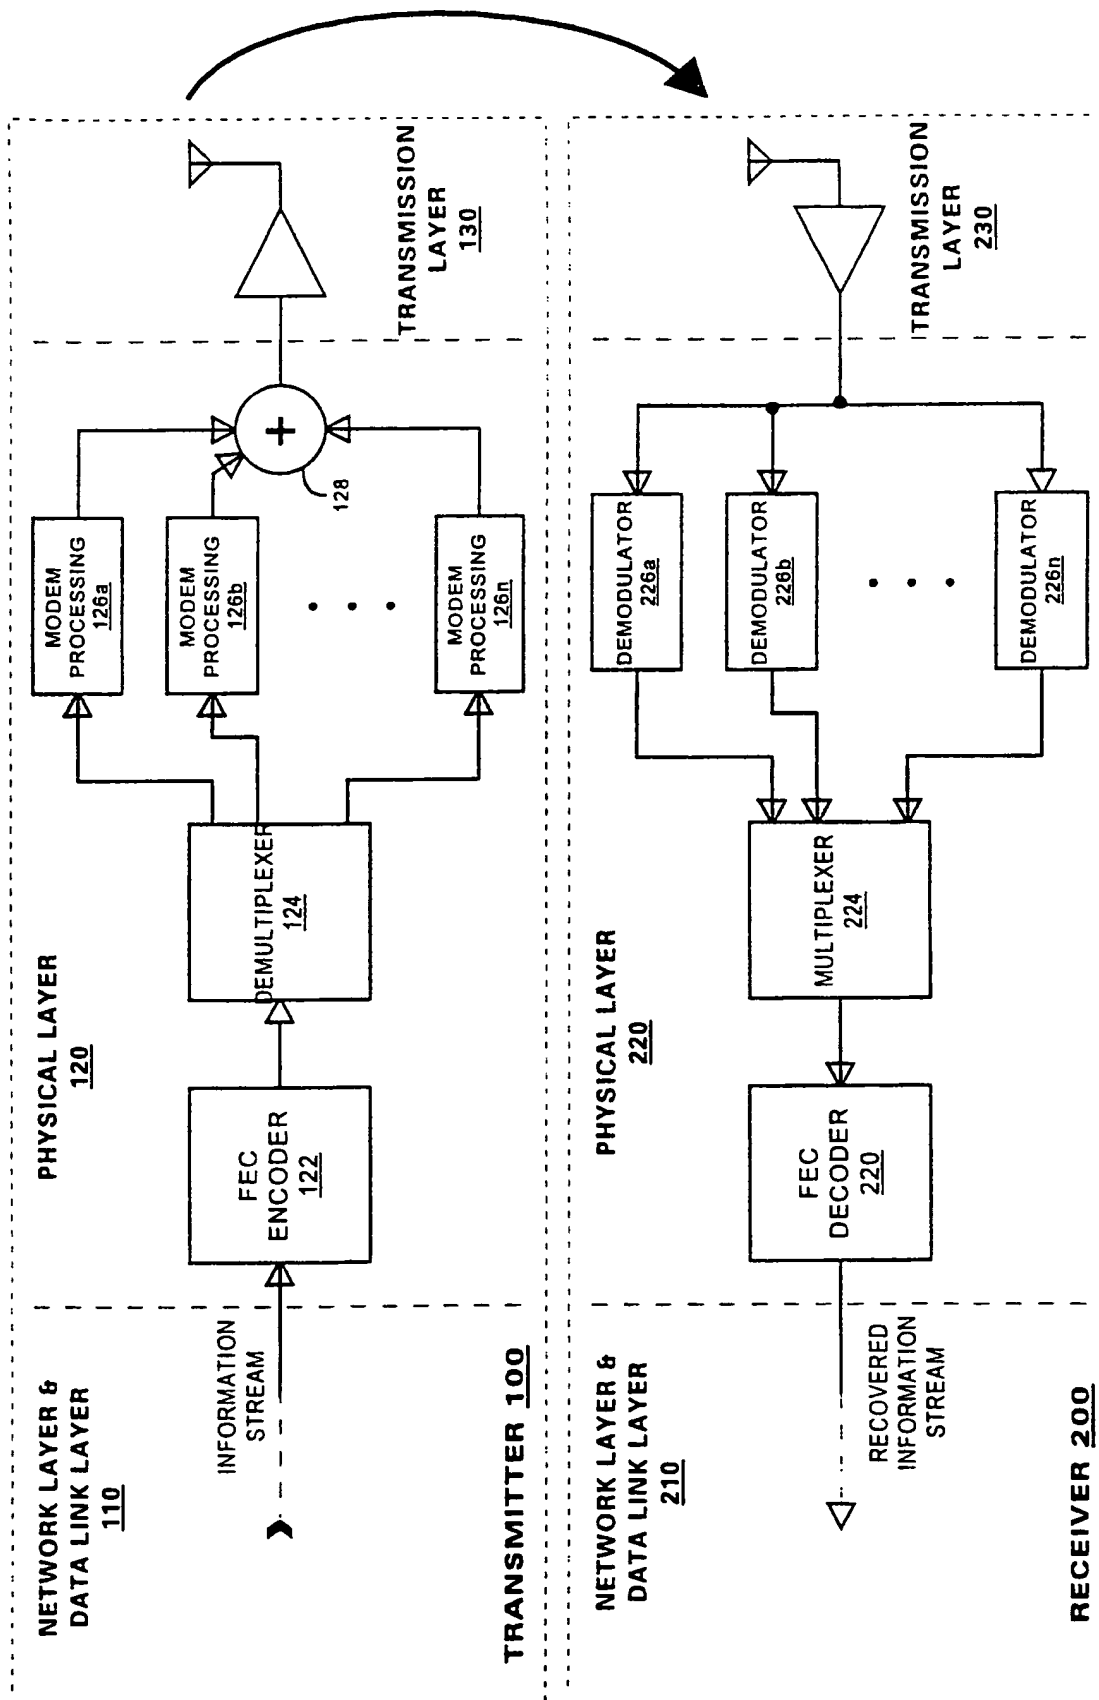 NETWORK LAYER &
DATA LINK LAYER
110
PHYSICAL LAYER
120
TRANSMISSION
LAYER
130
INFORMATION
STREAM
FEC
ENCODER
122
DEMULTIPLEXER
124
MODEM
PROCESSING
126a
MODEM
PROCESSING
126b
MODEM
PROCESSING
126n
+
128
TRANSMITTER 100
NETWORK LAYER &
DATA LINK LAYER
210
PHYSICAL LAYER
220
TRANSMISSION
LAYER
230
RECOVERED
INFORMATION
STREAM
FEC
DECODER
220
MULTIPLEXER
224
DEMODULATOR
226a
DEMODULATOR
226b
DEMODULATOR
226n
RECEIVER 200